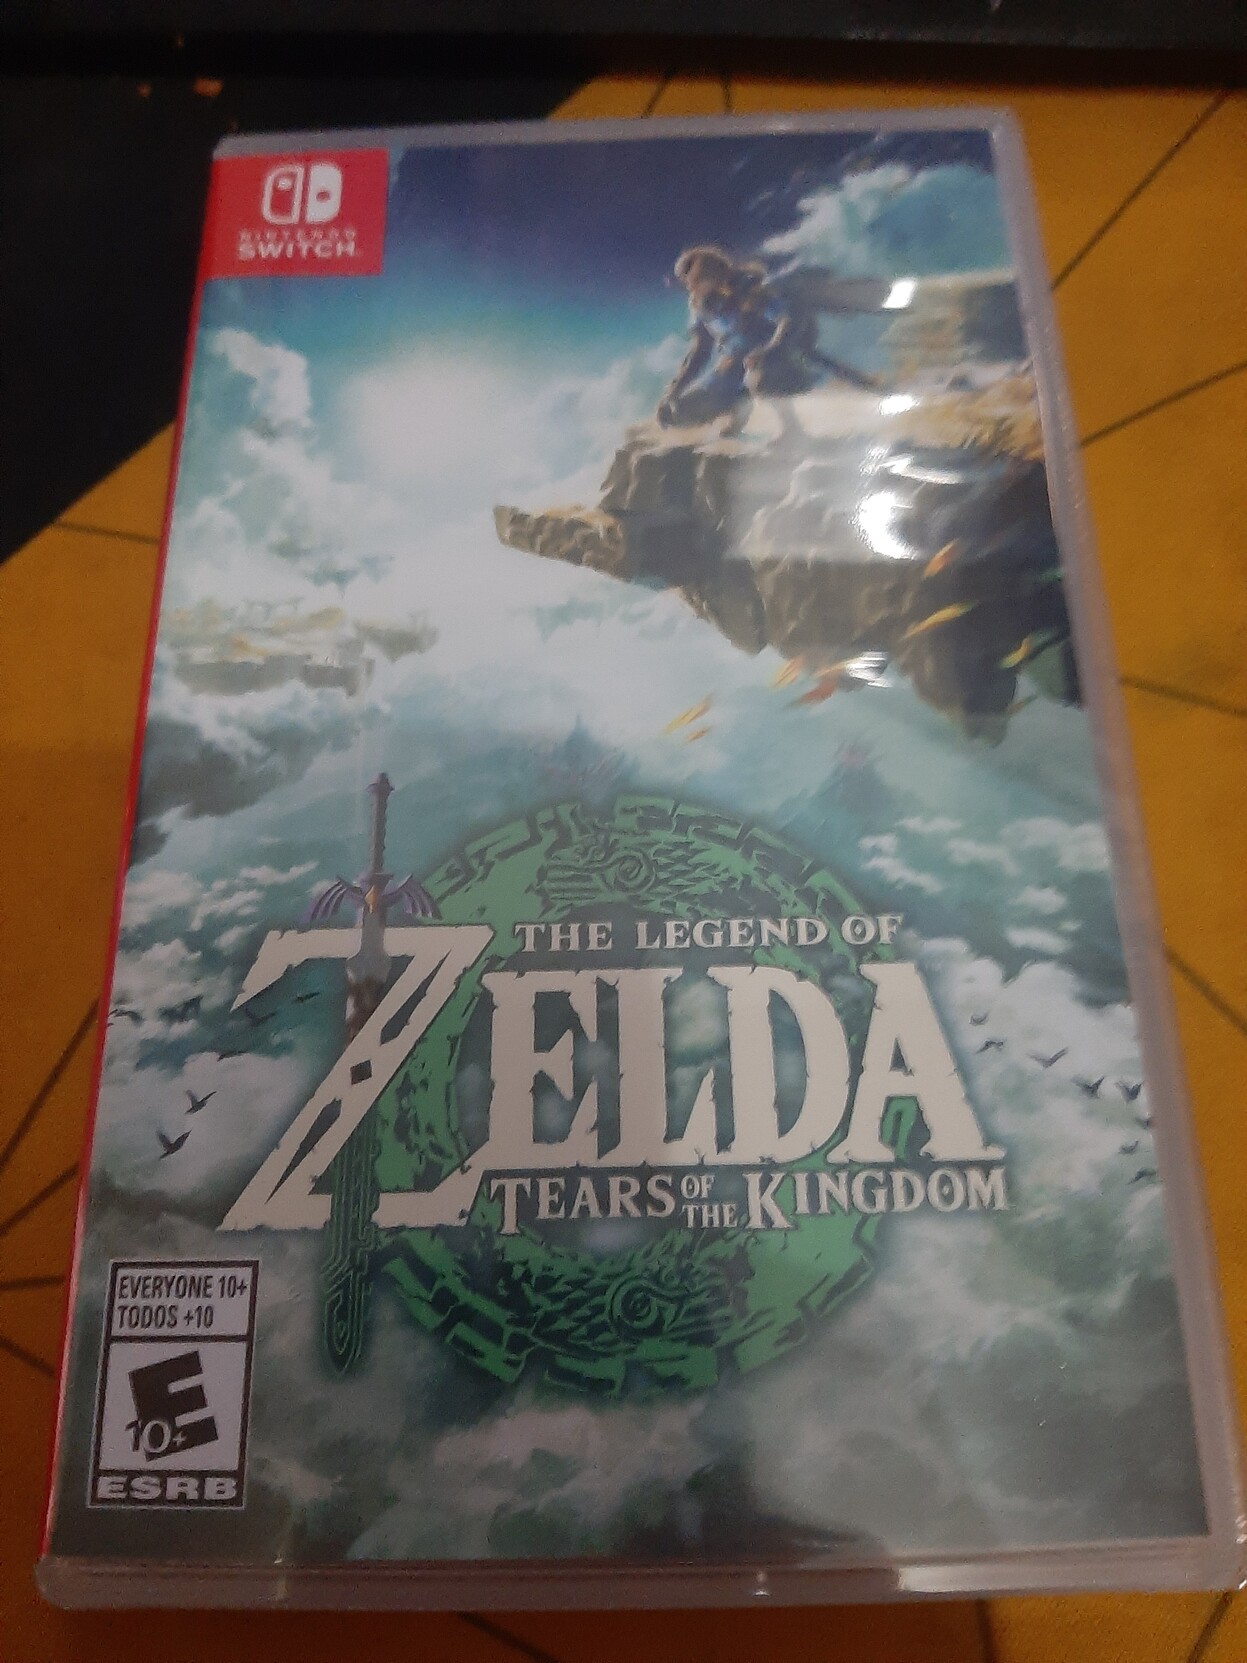 NINTENDO
SWITCH
THE LEGEND OF
ZELDA
TEARS OF THE KINGDOM
EVERYONE 10+
TODOS +10
E
10+
ESRB